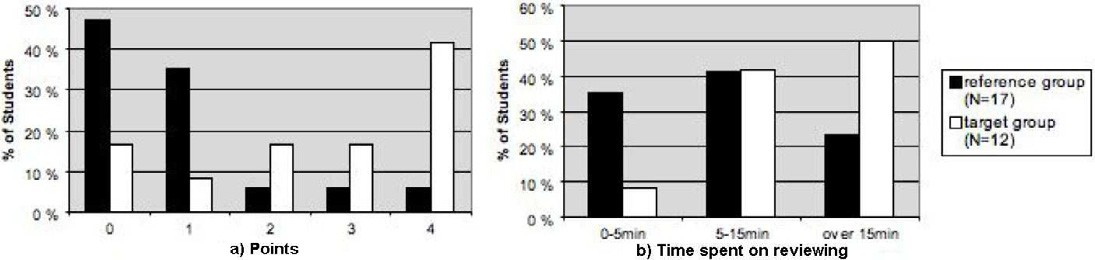 50 %
40 %
30 %
20 %
10 %
0 %
% of Students
0 1 2 3 4
a) Points
60 %
50 %
40 %
30 %
20 %
10 %
0 %
% of Students
0-5min 5-15min over 15min
b) Time spent on reviewing
reference group
(N=17)
target group
(N=12)